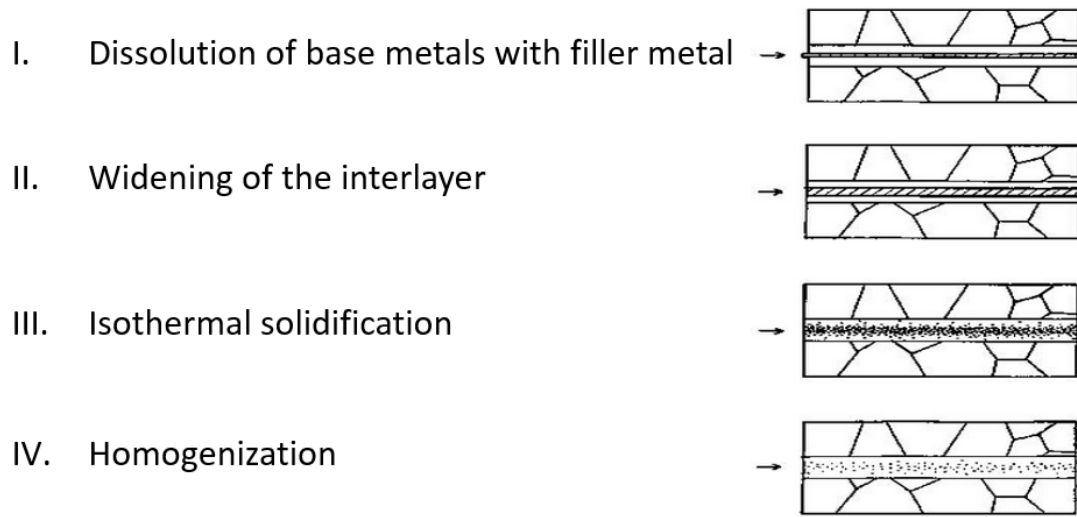 I. Dissolution of base metals with filler metal
II. Widening of the interlayer
III. Isothermal solidification
IV. Homogenization